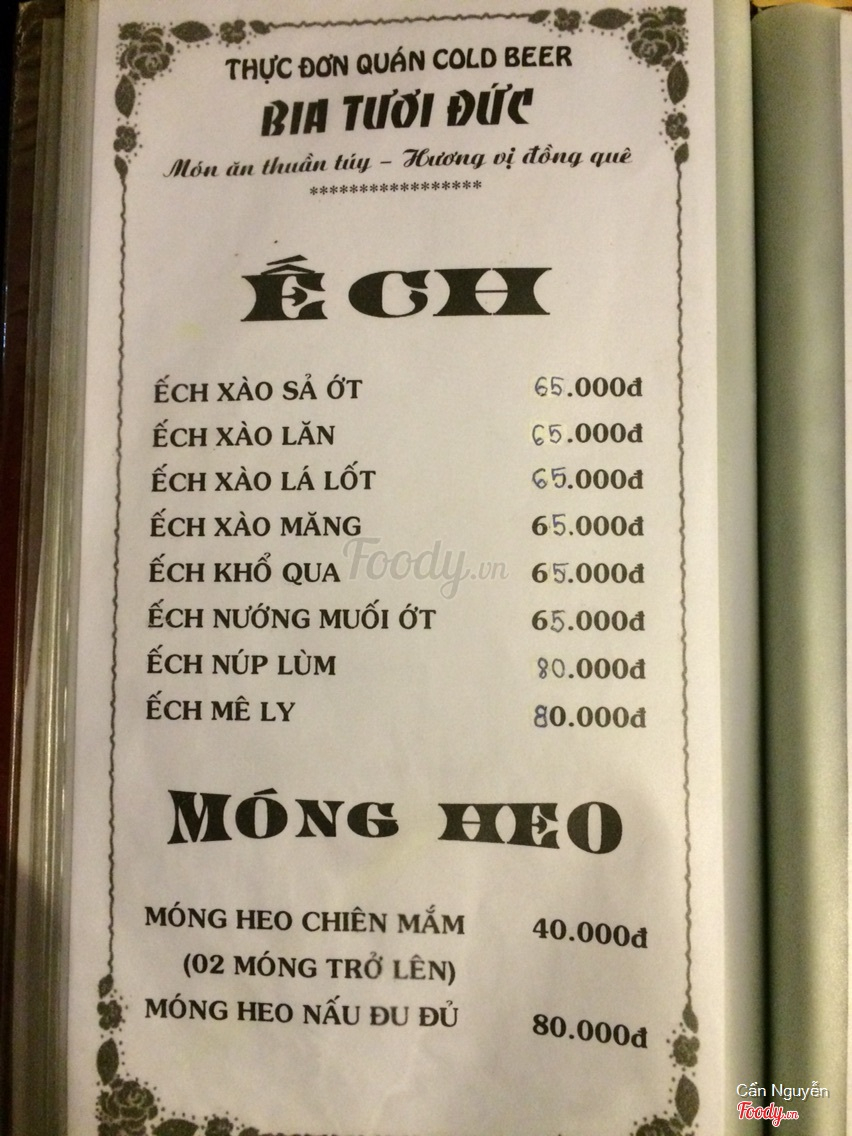 THỰC ĐƠN QUÁN COLD BEER
BIA TƯƠI ĐỨC
Món ăn thuần túy - Hương vị đồng quê
*****************
ẾCH
ẾCH XÀO SẢ ỚT 65.000đ
ẾCH XÀO LĂN 65.000đ
ẾCH XÀO LÁ LỐT 65.000đ
ẾCH XÀO MĂNG 65.000đ
ẾCH KHỔ QUA 65.000đ
Foody.vn
ẾCH NƯỚNG MUỐI ỚT 65.000đ
ẾCH NÚP LÙM 80.000đ
ẾCH MÊ LY 80.000đ
MÓNG HEO
MÓNG HEO CHIÊN MẮM 40.000đ
(02 MÓNG TRỞ LÊN)
MÓNG HEO NẤU ĐU ĐỦ 80.000đ
Cẩn Nguyễn
Foody.vn